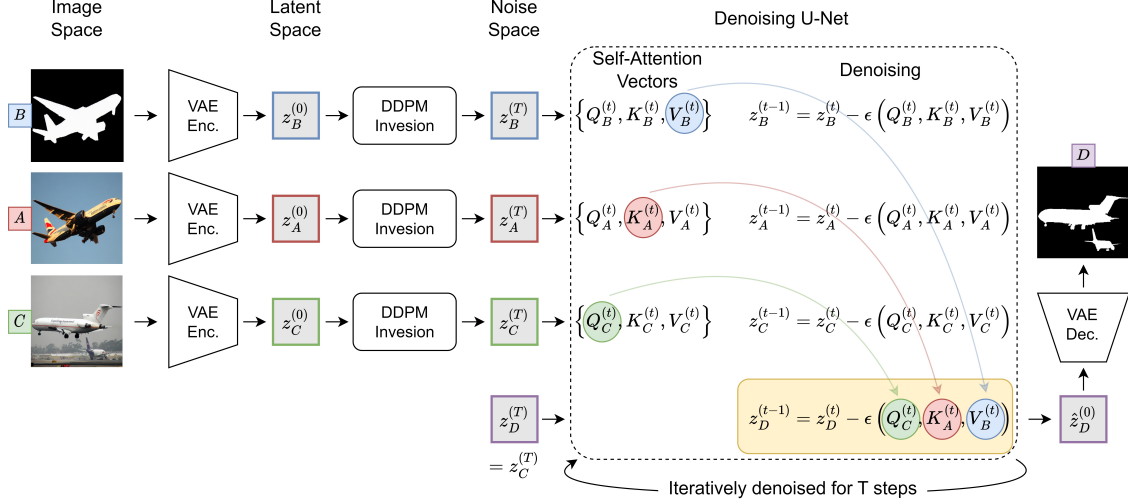 Image
Space
Latent
Space
Noise
Space
Denoising U-Net
Self-Attention
Vectors
Denoising
B
VAE
Enc.
z_B^{(0)}
DDPM
Invesion
z_B^{(T)}
{Q_B^{(t)}, K_B^{(t)}, V_B^{(t)}}
z_B^{(t-1)} = z_B^{(t)} − ϵ (Q_B^{(t)}, K_B^{(t)}, V_B^{(t)})
A
VAE
Enc.
z_A^{(0)}
DDPM
Invesion
z_A^{(T)}
{Q_A^{(t)}, K_A^{(t)}, V_A^{(t)}}
z_A^{(t-1)} = z_A^{(t)} − ϵ (Q_A^{(t)}, K_A^{(t)}, V_A^{(t)})
C
VAE
Enc.
z_C^{(0)}
DDPM
Invesion
z_C^{(T)}
{Q_C^{(t)}, K_C^{(t)}, V_C^{(t)}}
z_C^{(t-1)} = z_C^{(t)} − ϵ (Q_C^{(t)}, K_C^{(t)}, V_C^{(t)})
z_D^{(T)}
= z_C^{(T)}
z_D^{(t-1)} = z_D^{(t)} − ϵ (Q_C^{(t)}, K_A^{(t)}, V_B^{(t)})
ẑ_D^{(0)}
VAE
Dec.
D
Iteratively denoised for T steps